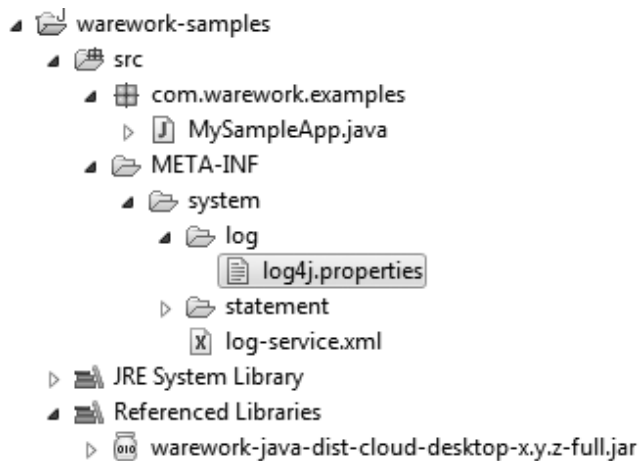 warework-samples
src
com.warework.examples
MySampleApp.java
META-INF
system
log
log4j.properties
statement
log-service.xml
JRE System Library
Referenced Libraries
warework-java-dist-cloud-desktop-x.y.z-full.jar